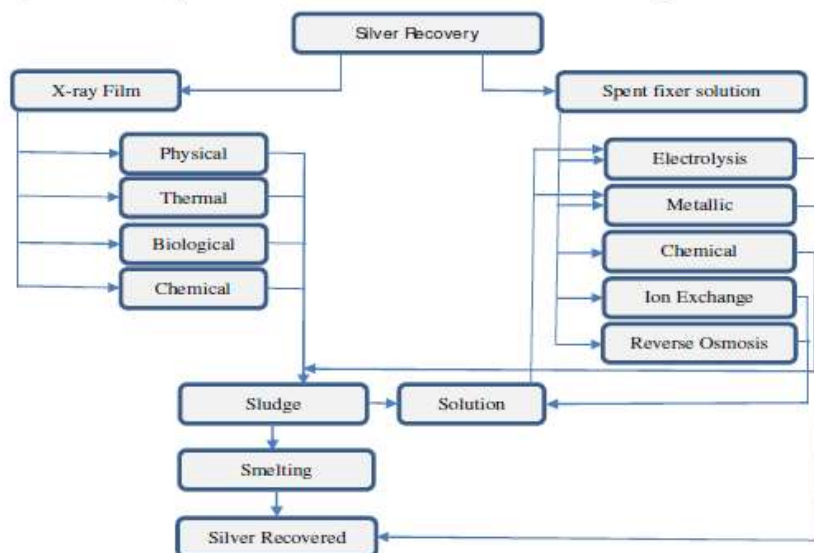 Silver Recovery
X-ray Film
Spent fixer solution
Physical
Thermal
Biological
Chemical
Electrolysis
Metallic
Chemical
Ion Exchange
Reverse Osmosis
Sludge
Solution
Smelting
Silver Recovered